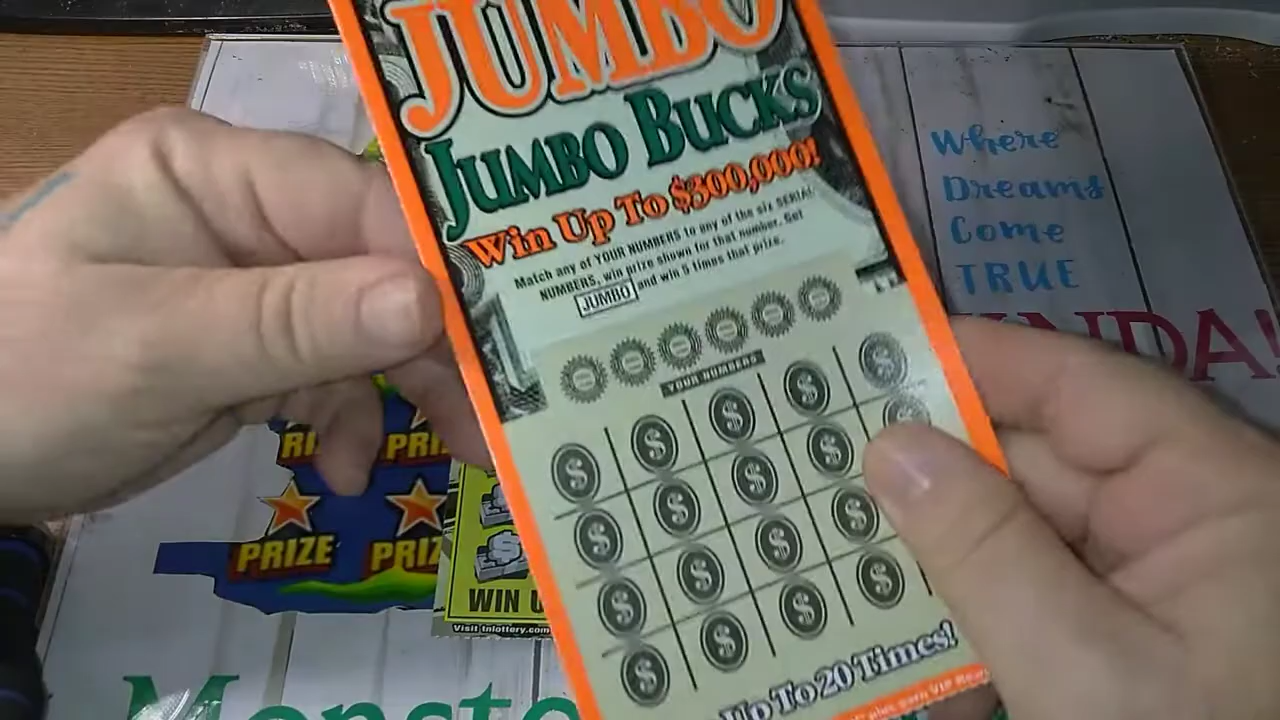 JUMBO
JUMBO BUCKS
Win Up To $300,000!
Match any of YOUR NUMBERS to any of the six SERIAL
NUMBERS, win prize shown for that number. Get
JUMBO and win 5 times that prize.
YOUR NUMBERS
Up To 20 Times!
Where
Dreams
Come
TRUE
NDA!
PRIZE
WIN U
Visit tnlottery.com